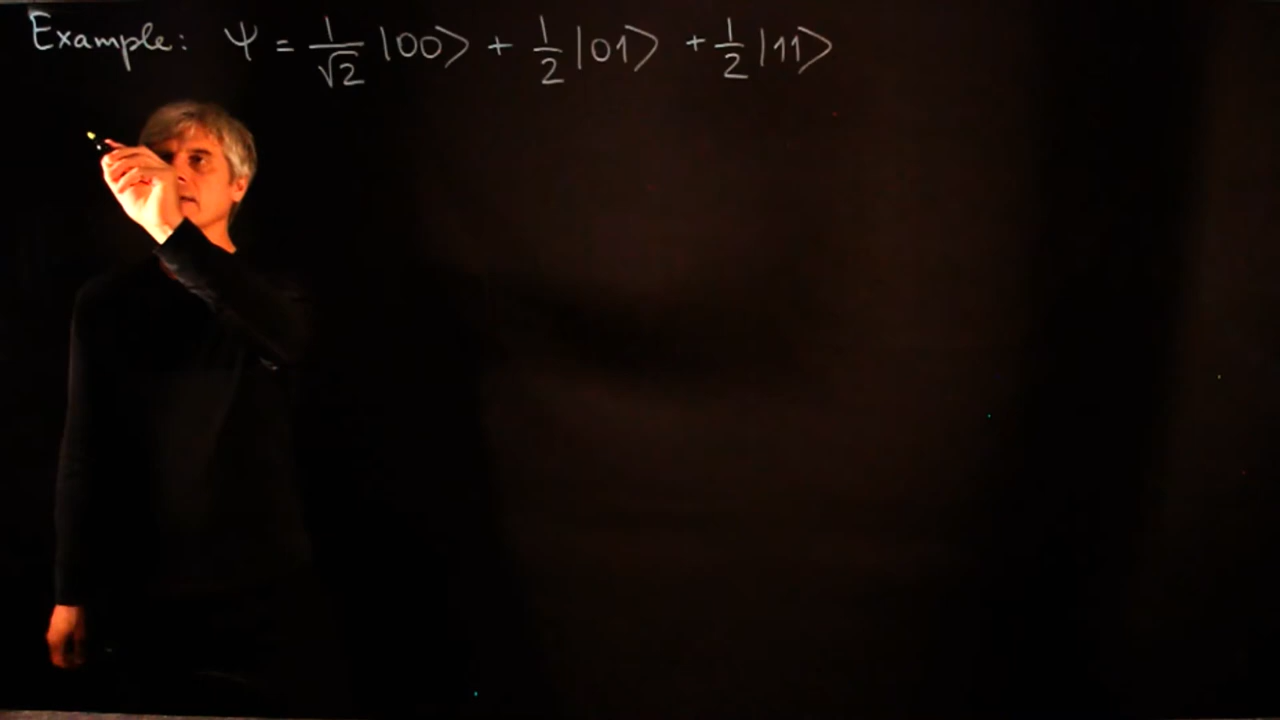 Example: Ψ = 1/√2 |00⟩ + 1/2 |01⟩ + 1/2 |11⟩